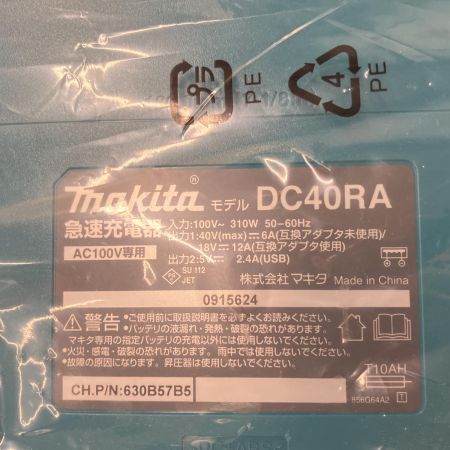 プラ
PE
4
PE
makita® モデル DC40RA
急速充電器
AC100V専用
入力:100V~ 310W 50-60Hz
出力1:40V(max)⎓6A(互換アダプタ未使用)/
18V⎓12A(互換アダプタ使用)
出力2:5V⎓ 2.4A(USB)
PS E
SU 112
JET
株式会社マキタ Made in China
0915624
⚠警告 •ご使用前に取扱説明書を必ずよくお読みください。
•バッテリの液漏れ・発熱・破裂の恐れがあります。
マキタ専用の指定バッテリの充電以外には使用しないでください。
•火災・感電・破裂の恐れがあります。雨中では使用しないでください。
•故障の原因になります。昇圧器は使用しないでください。
CH.P/N:630B57B5
T10AH
856G64A2 T